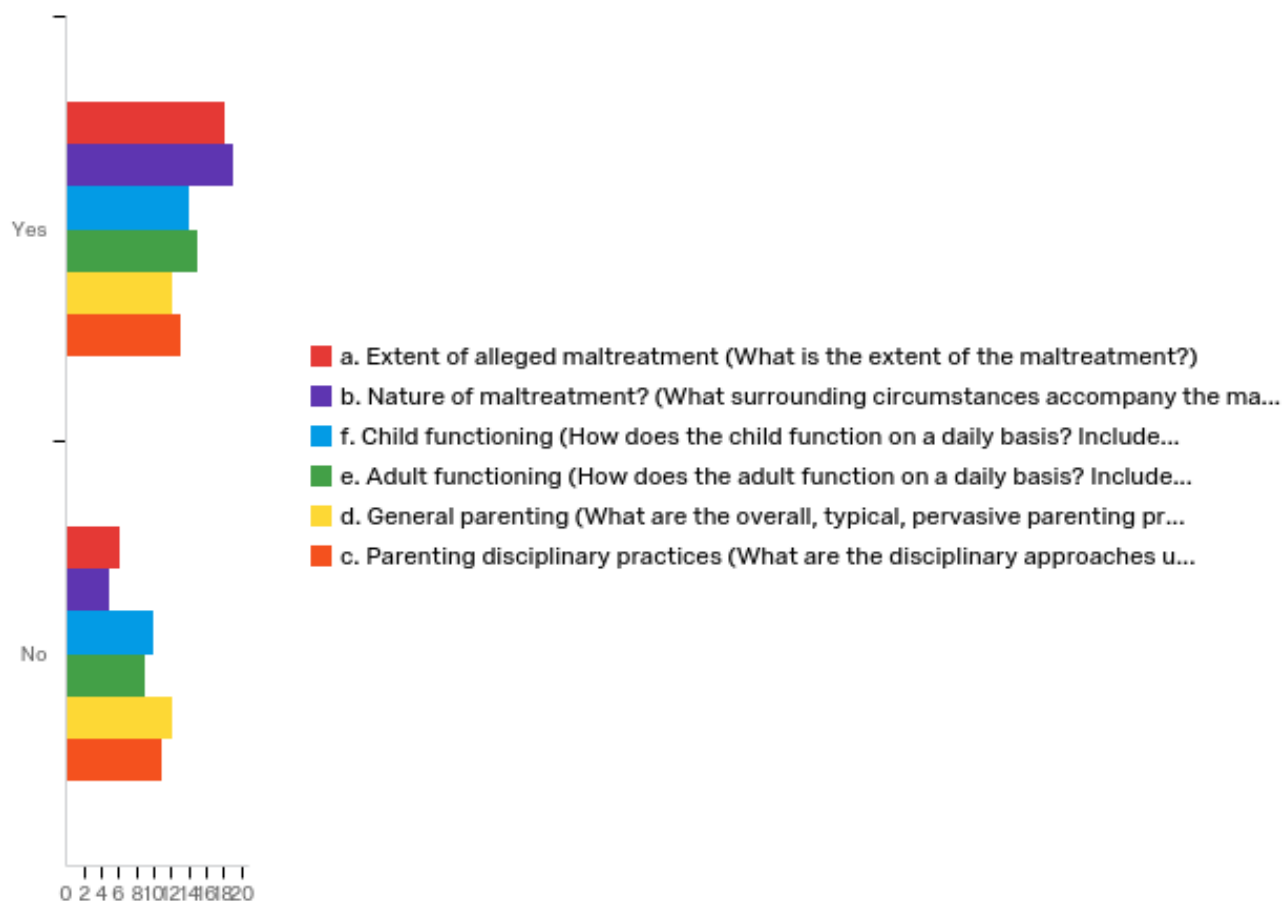 Yes
a. Extent of alleged maltreatment (What is the extent of the maltreatment?)
b. Nature of maltreatment? (What surrounding circumstances accompany the ma...
f. Child functioning (How does the child function on a daily basis? Include...
e. Adult functioning (How does the adult function on a daily basis? Include...
d. General parenting (What are the overall, typical, pervasive parenting pr...
c. Parenting disciplinary practices (What are the disciplinary approaches u...
No
0 2 4 6 8 10 12 14 16 18 20